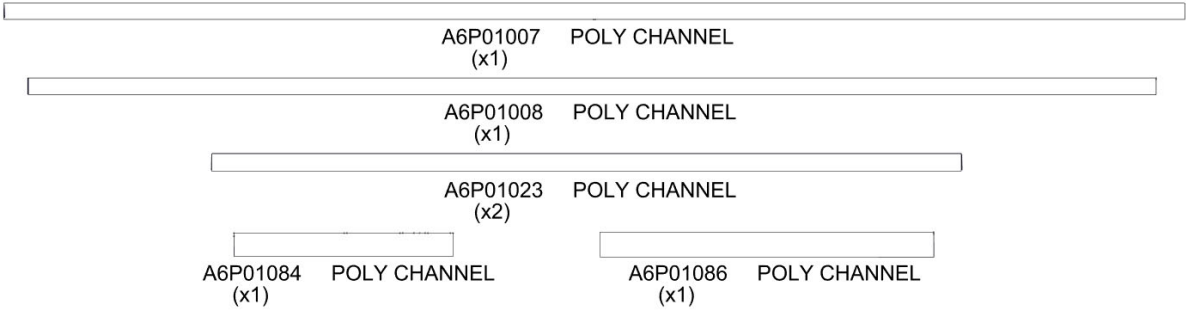 A6P01007 POLY CHANNEL
(x1)
A6P01008 POLY CHANNEL
(x1)
A6P01023 POLY CHANNEL
(x2)
A6P01084 POLY CHANNEL
(x1)
A6P01086 POLY CHANNEL
(x1)